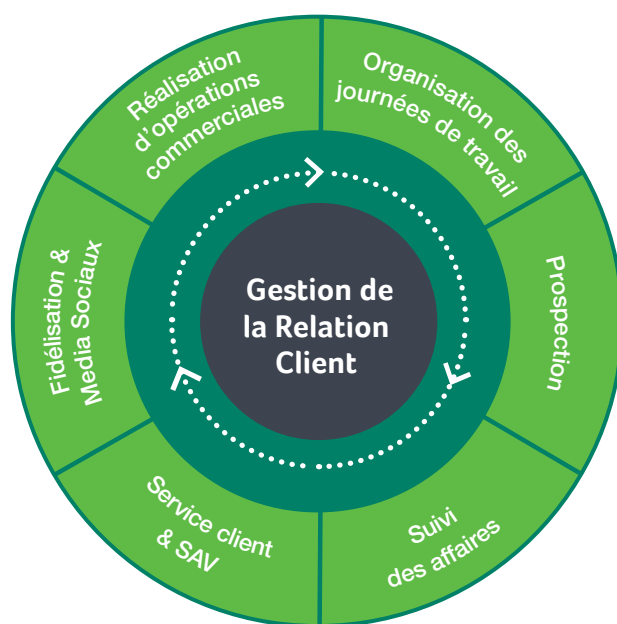 Réalisation
d'opérations
commerciales
Organisation des
journées de travail
Prospection
Suivi
des affaires
Service client
& SAV
Fidélisation &
Media Sociaux
Gestion de
la Relation
Client